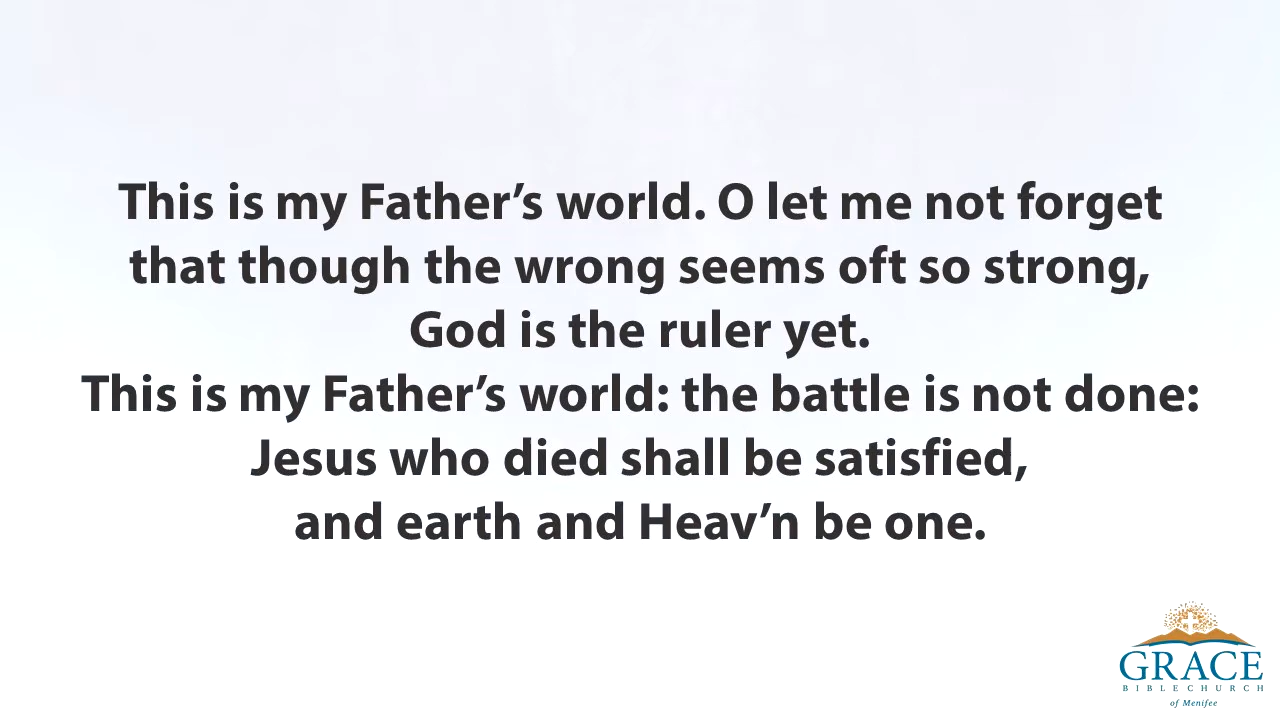 This is my Father’s world. O let me not forget
that though the wrong seems oft so strong,
God is the ruler yet.
This is my Father’s world: the battle is not done:
Jesus who died shall be satisfied,
and earth and Heav’n be one.
GRACE
BIBLE CHURCH
of Menifee